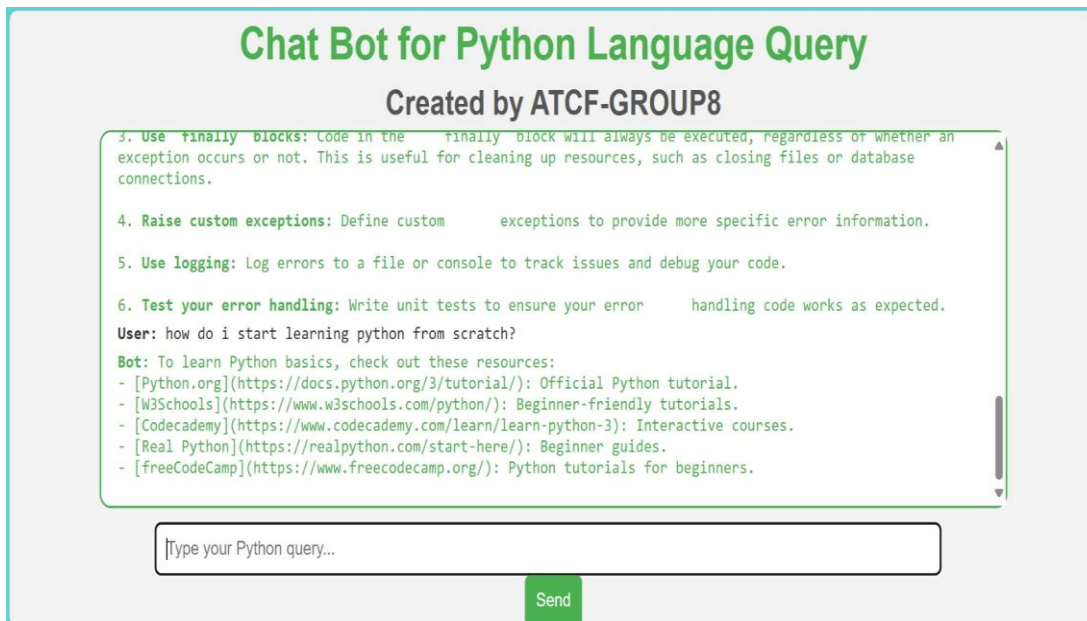 Chat Bot for Python Language Query
Created by ATCF-GROUP8
3. Use finally blocks: Code in the finally block will always be executed, regardless of whether an
exception occurs or not. This is useful for cleaning up resources, such as closing files or database
connections.
4. Raise custom exceptions: Define custom exceptions to provide more specific error information.
5. Use logging: Log errors to a file or console to track issues and debug your code.
6. Test your error handling: Write unit tests to ensure your error handling code works as expected.
User: how do i start learning python from scratch?
Bot: To learn Python basics, check out these resources:
- [Python.org](https://docs.python.org/3/tutorial/): Official Python tutorial.
- [W3Schools](https://www.w3schools.com/python/): Beginner-friendly tutorials.
- [Codecademy](https://www.codecademy.com/learn/learn-python-3): Interactive courses.
- [Real Python](https://realpython.com/start-here/): Beginner guides.
- [freeCodeCamp](https://www.freecodecamp.org/): Python tutorials for beginners.
Type your Python query...
Send